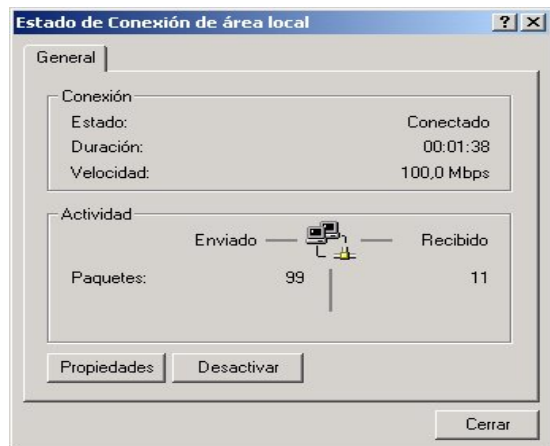 Estado de Conexión de área local
General
Conexión
Estado: Conectado
Duración: 00:01:38
Velocidad: 100,0 Mbps
Actividad
Enviado Recibido
Paquetes: 99 11
Propiedades Desactivar
Cerrar